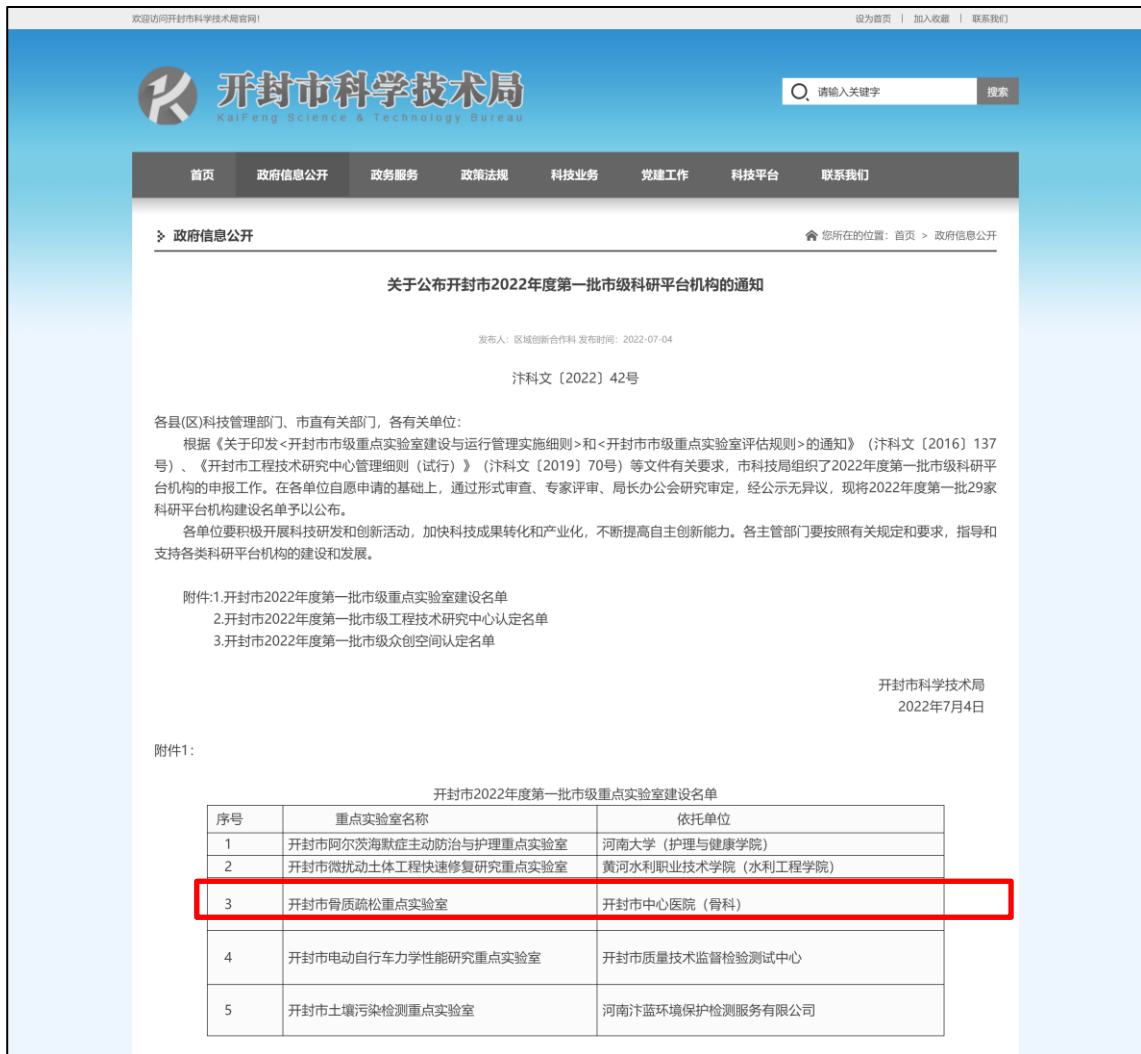 欢迎访问开封市科学技术局官网!
设为首页 | 加入收藏 | 联系我们
开封市科学技术局
KaiFeng Science & Technology Bureau
请输入关键字 搜索
首页 政府信息公开 政务服务 政策法规 科技业务 党建工作 科技平台 联系我们
政府信息公开
您所在的位置：首页 > 政府信息公开
关于公布开封市2022年度第一批市级科研平台机构的通知
发布人：区域创新合作科 发布时间：2022-07-04
汴科文〔2022〕42号
各县(区)科技管理部门、市直有关部门，各有关单位：
根据《关于印发<开封市市级重点实验室建设与运行管理实施细则>和<开封市市级重点实验室评估规则>的通知》（汴科文〔2016〕137
号）、《开封市工程技术研究中心管理细则（试行）》（汴科文〔2019〕70号）等文件有关要求，市科技局组织了2022年度第一批市级科研平
台机构的申报工作。在各单位自愿申请的基础上，通过形式审查、专家评审、局长办公会研究审定，经公示无异议，现将2022年度第一批29家
科研平台机构建设名单予以公布。
各单位要积极开展科技研发和创新活动，加快科技成果转化和产业化，不断提高自主创新能力。各主管部门要按照有关规定和要求，指导和
支持各类科研平台机构的建设和发展。
附件:1.开封市2022年度第一批市级重点实验室建设名单
2.开封市2022年度第一批市级工程技术研究中心认定名单
3.开封市2022年度第一批市级众创空间认定名单
开封市科学技术局
2022年7月4日
附件1：
开封市2022年度第一批市级重点实验室建设名单
序号 重点实验室名称 依托单位
1 开封市阿尔茨海默症主动防治与护理重点实验室 河南大学（护理与健康学院）
2 开封市微扰动土体工程快速修复研究重点实验室 黄河水利职业技术学院（水利工程学院）
3 开封市骨质疏松重点实验室 开封市中心医院（骨科）
4 开封市电动自行车力学性能研究重点实验室 开封市质量技术监督检验测试中心
5 开封市土壤污染检测重点实验室 河南汴蓝环境保护检测服务有限公司